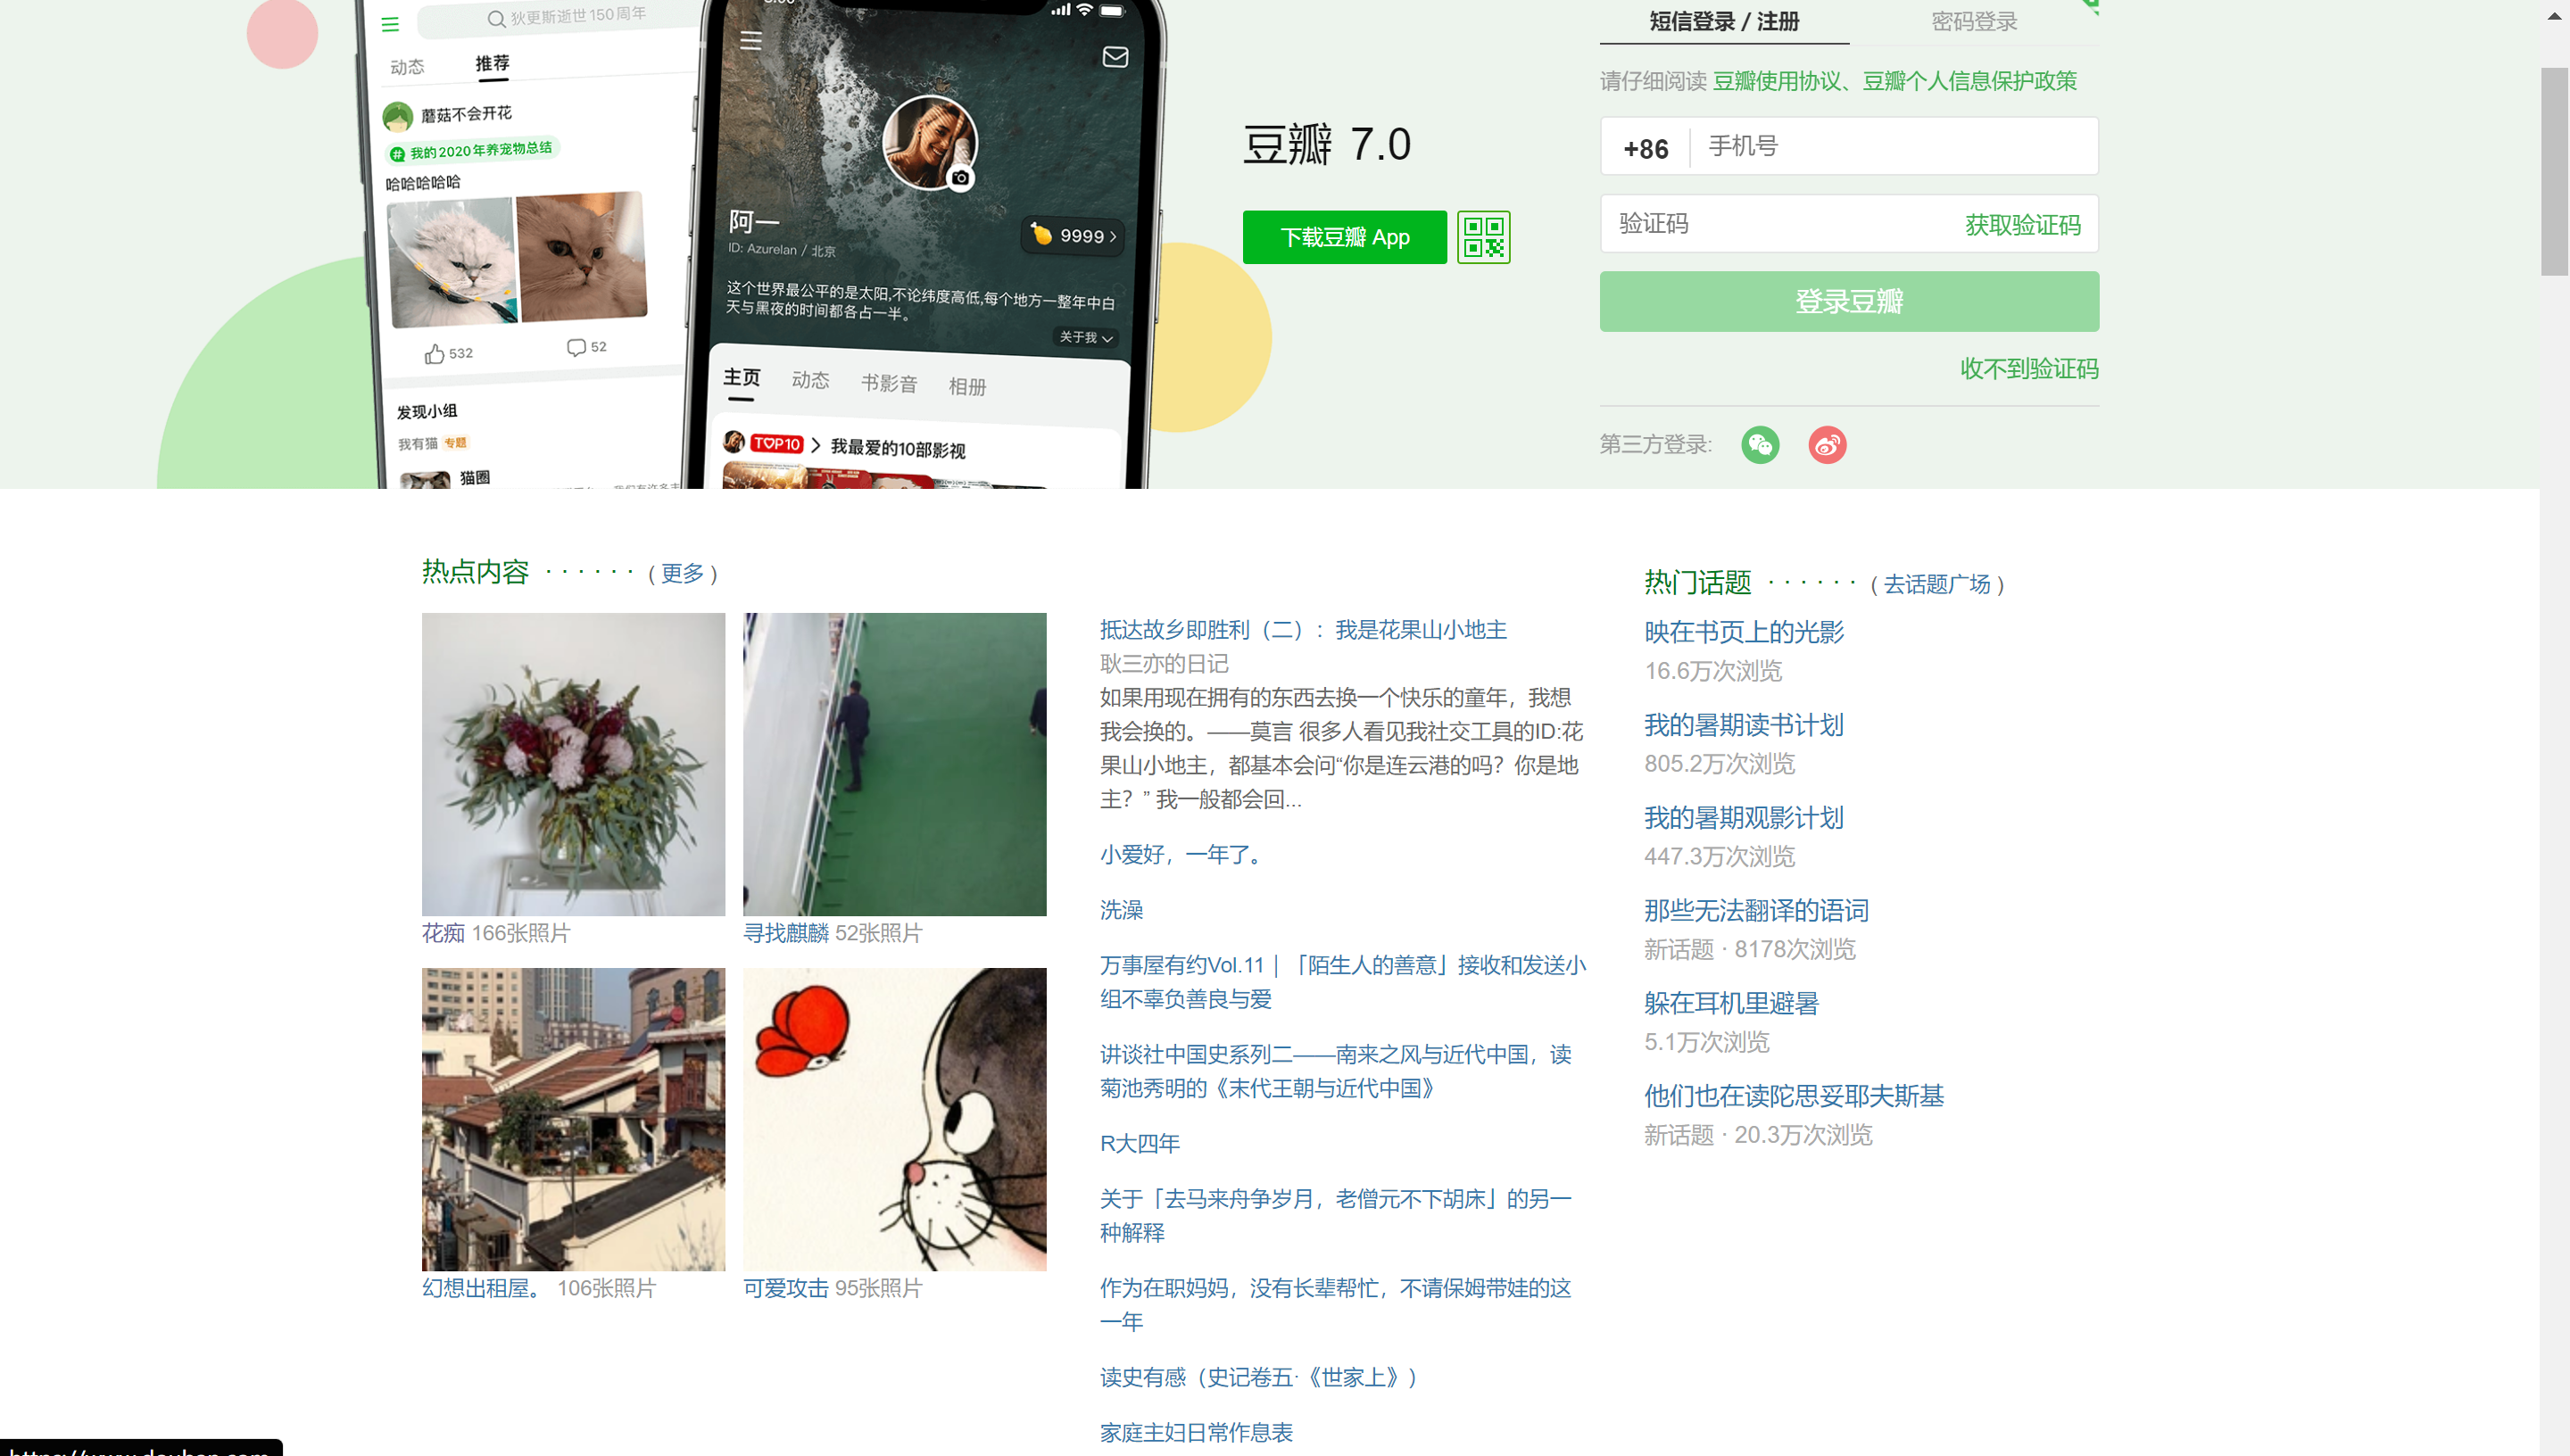 狄更斯逝世150周年
动态 推荐
蘑菇不会开花
我的2020年养宠物总结
哈哈哈哈哈
532 52
发现小组
我有猫 专题
猫圈
阿一
ID: Azurelan / 北京
9999
这个世界最公平的是太阳,不论纬度高低,每个地方一整年中白
天与黑夜的时间都各占一半。
关于我
主页 动态 书影音 相册
TOP10 我最爱的10部影视
豆瓣 7.0
下载豆瓣 App
短信登录 / 注册 密码登录
请仔细阅读 豆瓣使用协议、豆瓣个人信息保护政策
+86 手机号
验证码 获取验证码
登录豆瓣
收不到验证码
第三方登录:
热点内容 · · · · · · ( 更多 )
花痴 166张照片
寻找麒麟 52张照片
幻想出租屋。 106张照片
可爱攻击 95张照片
抵达故乡即胜利（二）：我是花果山小地主
耿三亦的日记
如果用现在拥有的东西去换一个快乐的童年，我想
我会换的。——莫言 很多人看见我社交工具的ID:花
果山小地主，都基本会问“你是连云港的吗？你是地
主？” 我一般都会回...
小爱好，一年了。
洗澡
万事屋有约Vol.11｜「陌生人的善意」接收和发送小
组不辜负善良与爱
讲谈社中国史系列二——南来之风与近代中国，读
菊池秀明的《末代王朝与近代中国》
R大四年
关于「去马来舟争岁月，老僧元不下胡床」的另一
种解释
作为在职妈妈，没有长辈帮忙，不请保姆带娃的这
一年
读史有感（史记卷五·《世家上》）
家庭主妇日常作息表
热门话题 · · · · · · ( 去话题广场 )
映在书页上的光影
16.6万次浏览
我的暑期读书计划
805.2万次浏览
我的暑期观影计划
447.3万次浏览
那些无法翻译的语词
新话题 · 8178次浏览
躲在耳机里避暑
5.1万次浏览
他们也在读陀思妥耶夫斯基
新话题 · 20.3万次浏览